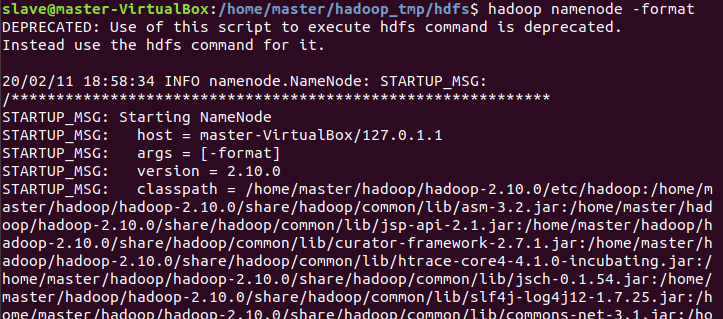 slave@master-VirtualBox:/home/master/hadoop_tmp/hdfs$ hadoop namenode -format
DEPRECATED: Use of this script to execute hdfs command is deprecated.
Instead use the hdfs command for it.

20/02/11 18:58:34 INFO namenode.NameNode: STARTUP_MSG:
/************************************************************
STARTUP_MSG: Starting NameNode
STARTUP_MSG:   host = master-VirtualBox/127.0.1.1
STARTUP_MSG:   args = [-format]
STARTUP_MSG:   version = 2.10.0
STARTUP_MSG:   classpath = /home/master/hadoop/hadoop-2.10.0/etc/hadoop:/home/m
aster/hadoop/hadoop-2.10.0/share/hadoop/common/lib/asm-3.2.jar:/home/master/had
oop/hadoop-2.10.0/share/hadoop/common/lib/jsp-api-2.1.jar:/home/master/hadoop/h
adoop-2.10.0/share/hadoop/common/lib/curator-framework-2.7.1.jar:/home/master/h
adoop/hadoop-2.10.0/share/hadoop/common/lib/htrace-core4-4.1.0-incubating.jar:/
home/master/hadoop/hadoop-2.10.0/share/hadoop/common/lib/jsch-0.1.54.jar:/home/
master/hadoop/hadoop-2.10.0/share/hadoop/common/lib/slf4j-log4j12-1.7.25.jar:/h
ome/master/hadoop/hadoop-2.10.0/share/hadoop/common/lib/commons-net-3.1.jar:/ho